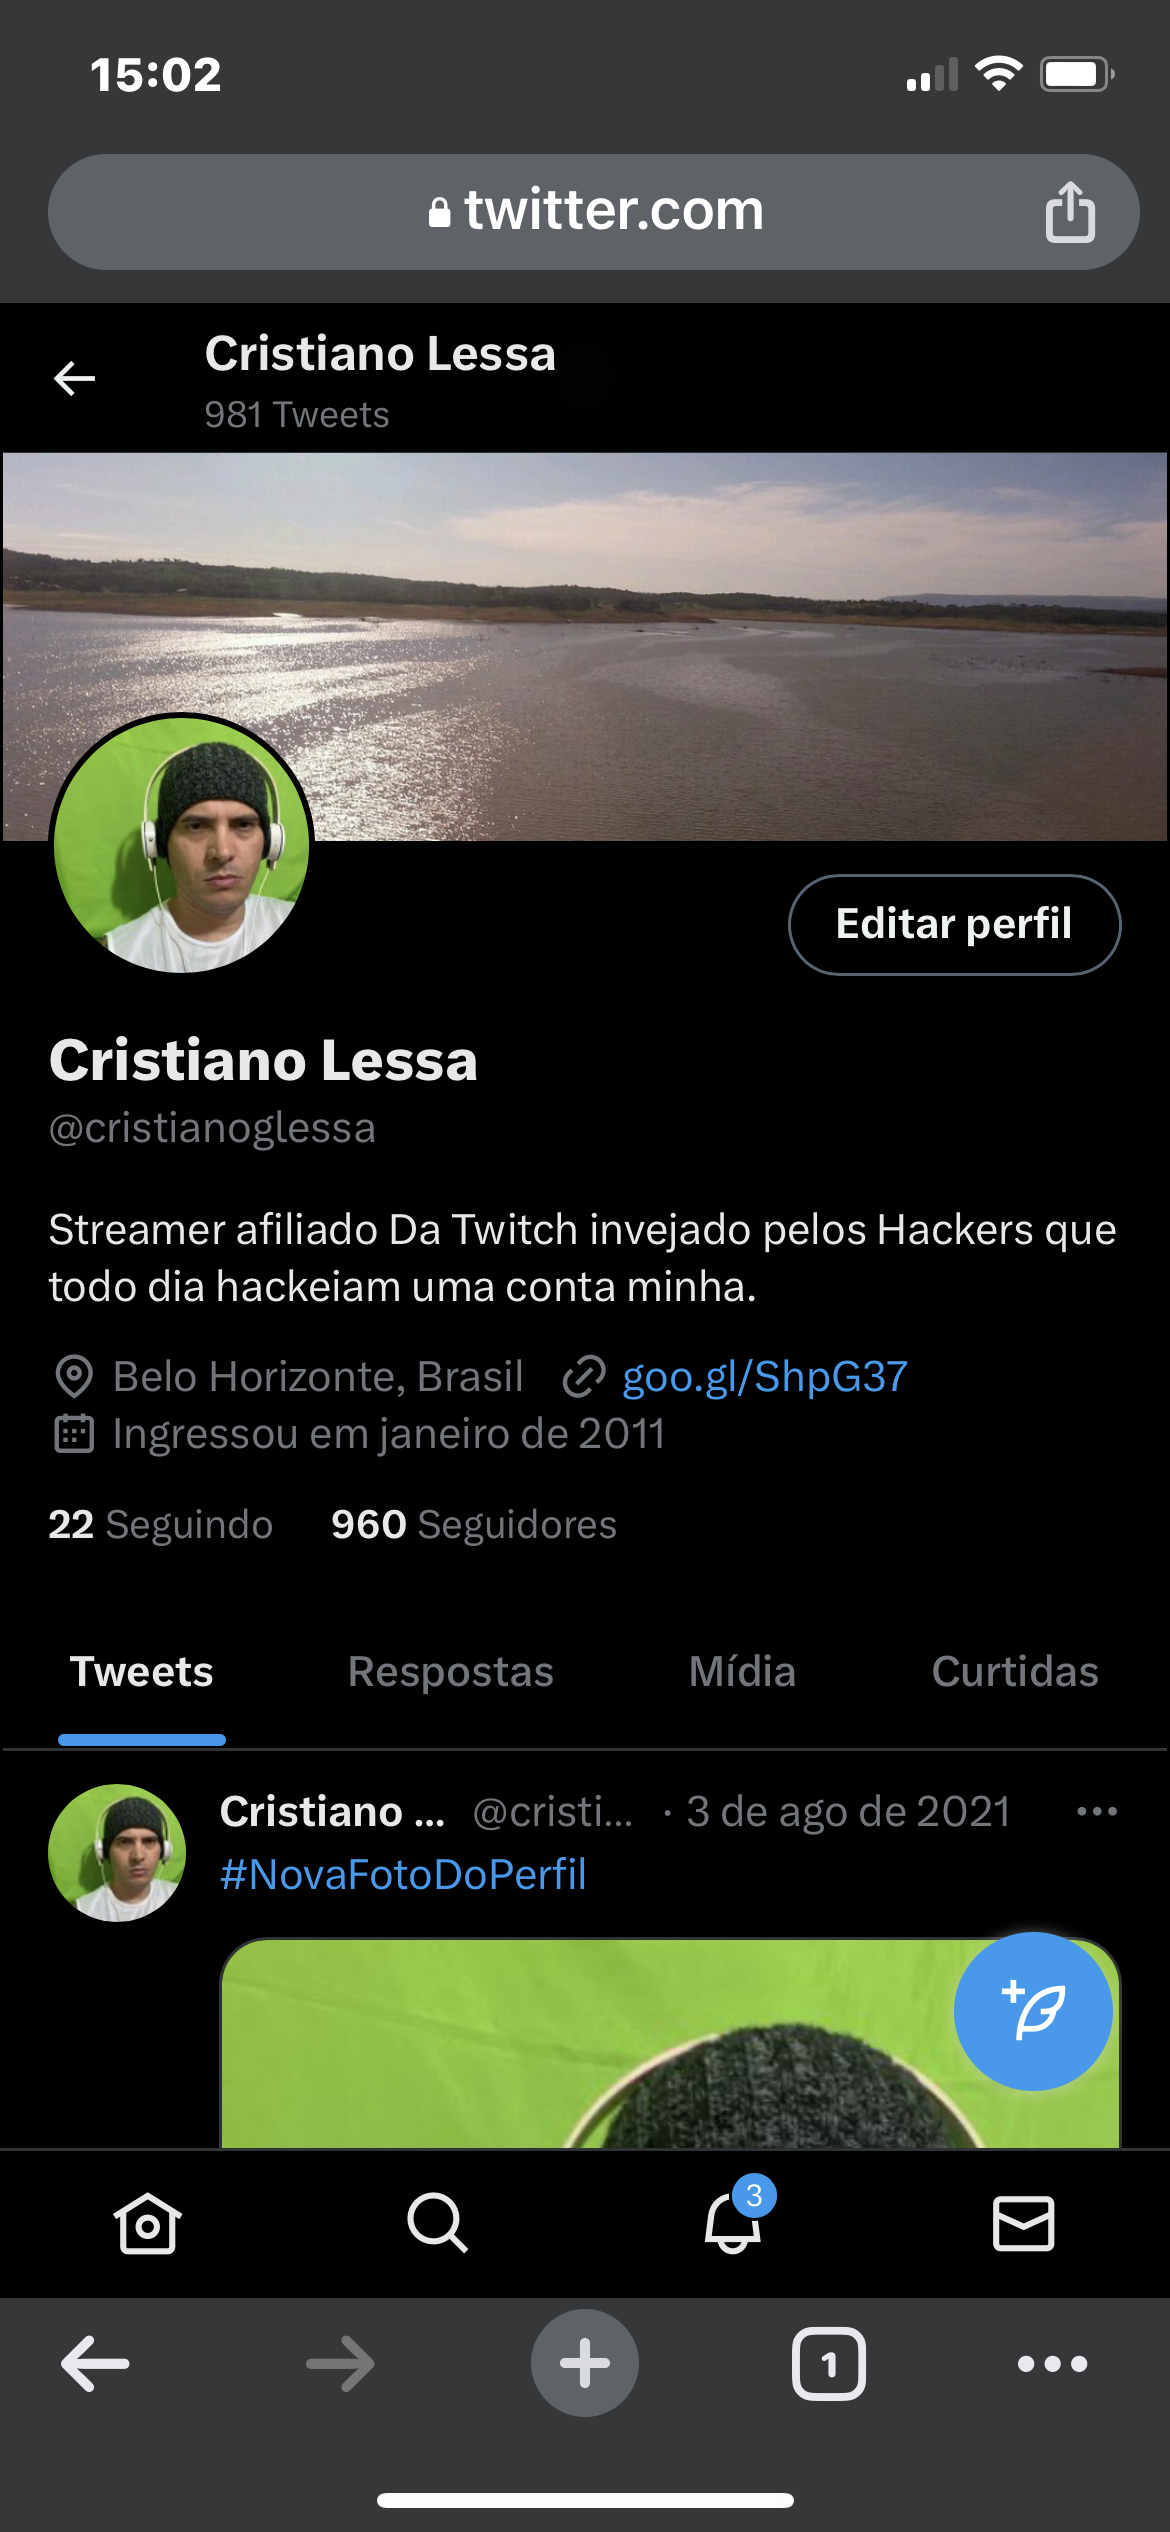 15:02
twitter.com
Cristiano Lessa
981 Tweets
Editar perfil
Cristiano Lessa
@cristianoglessa
Streamer afiliado Da Twitch invejado pelos Hackers que
todo dia hackeiam uma conta minha.
Belo Horizonte, Brasil goo.gl/ShpG37
Ingressou em janeiro de 2011
22 Seguindo 960 Seguidores
Tweets Respostas Mídia Curtidas
Cristiano ... @cristi... · 3 de ago de 2021
#NovaFotoDoPerfil
3
1